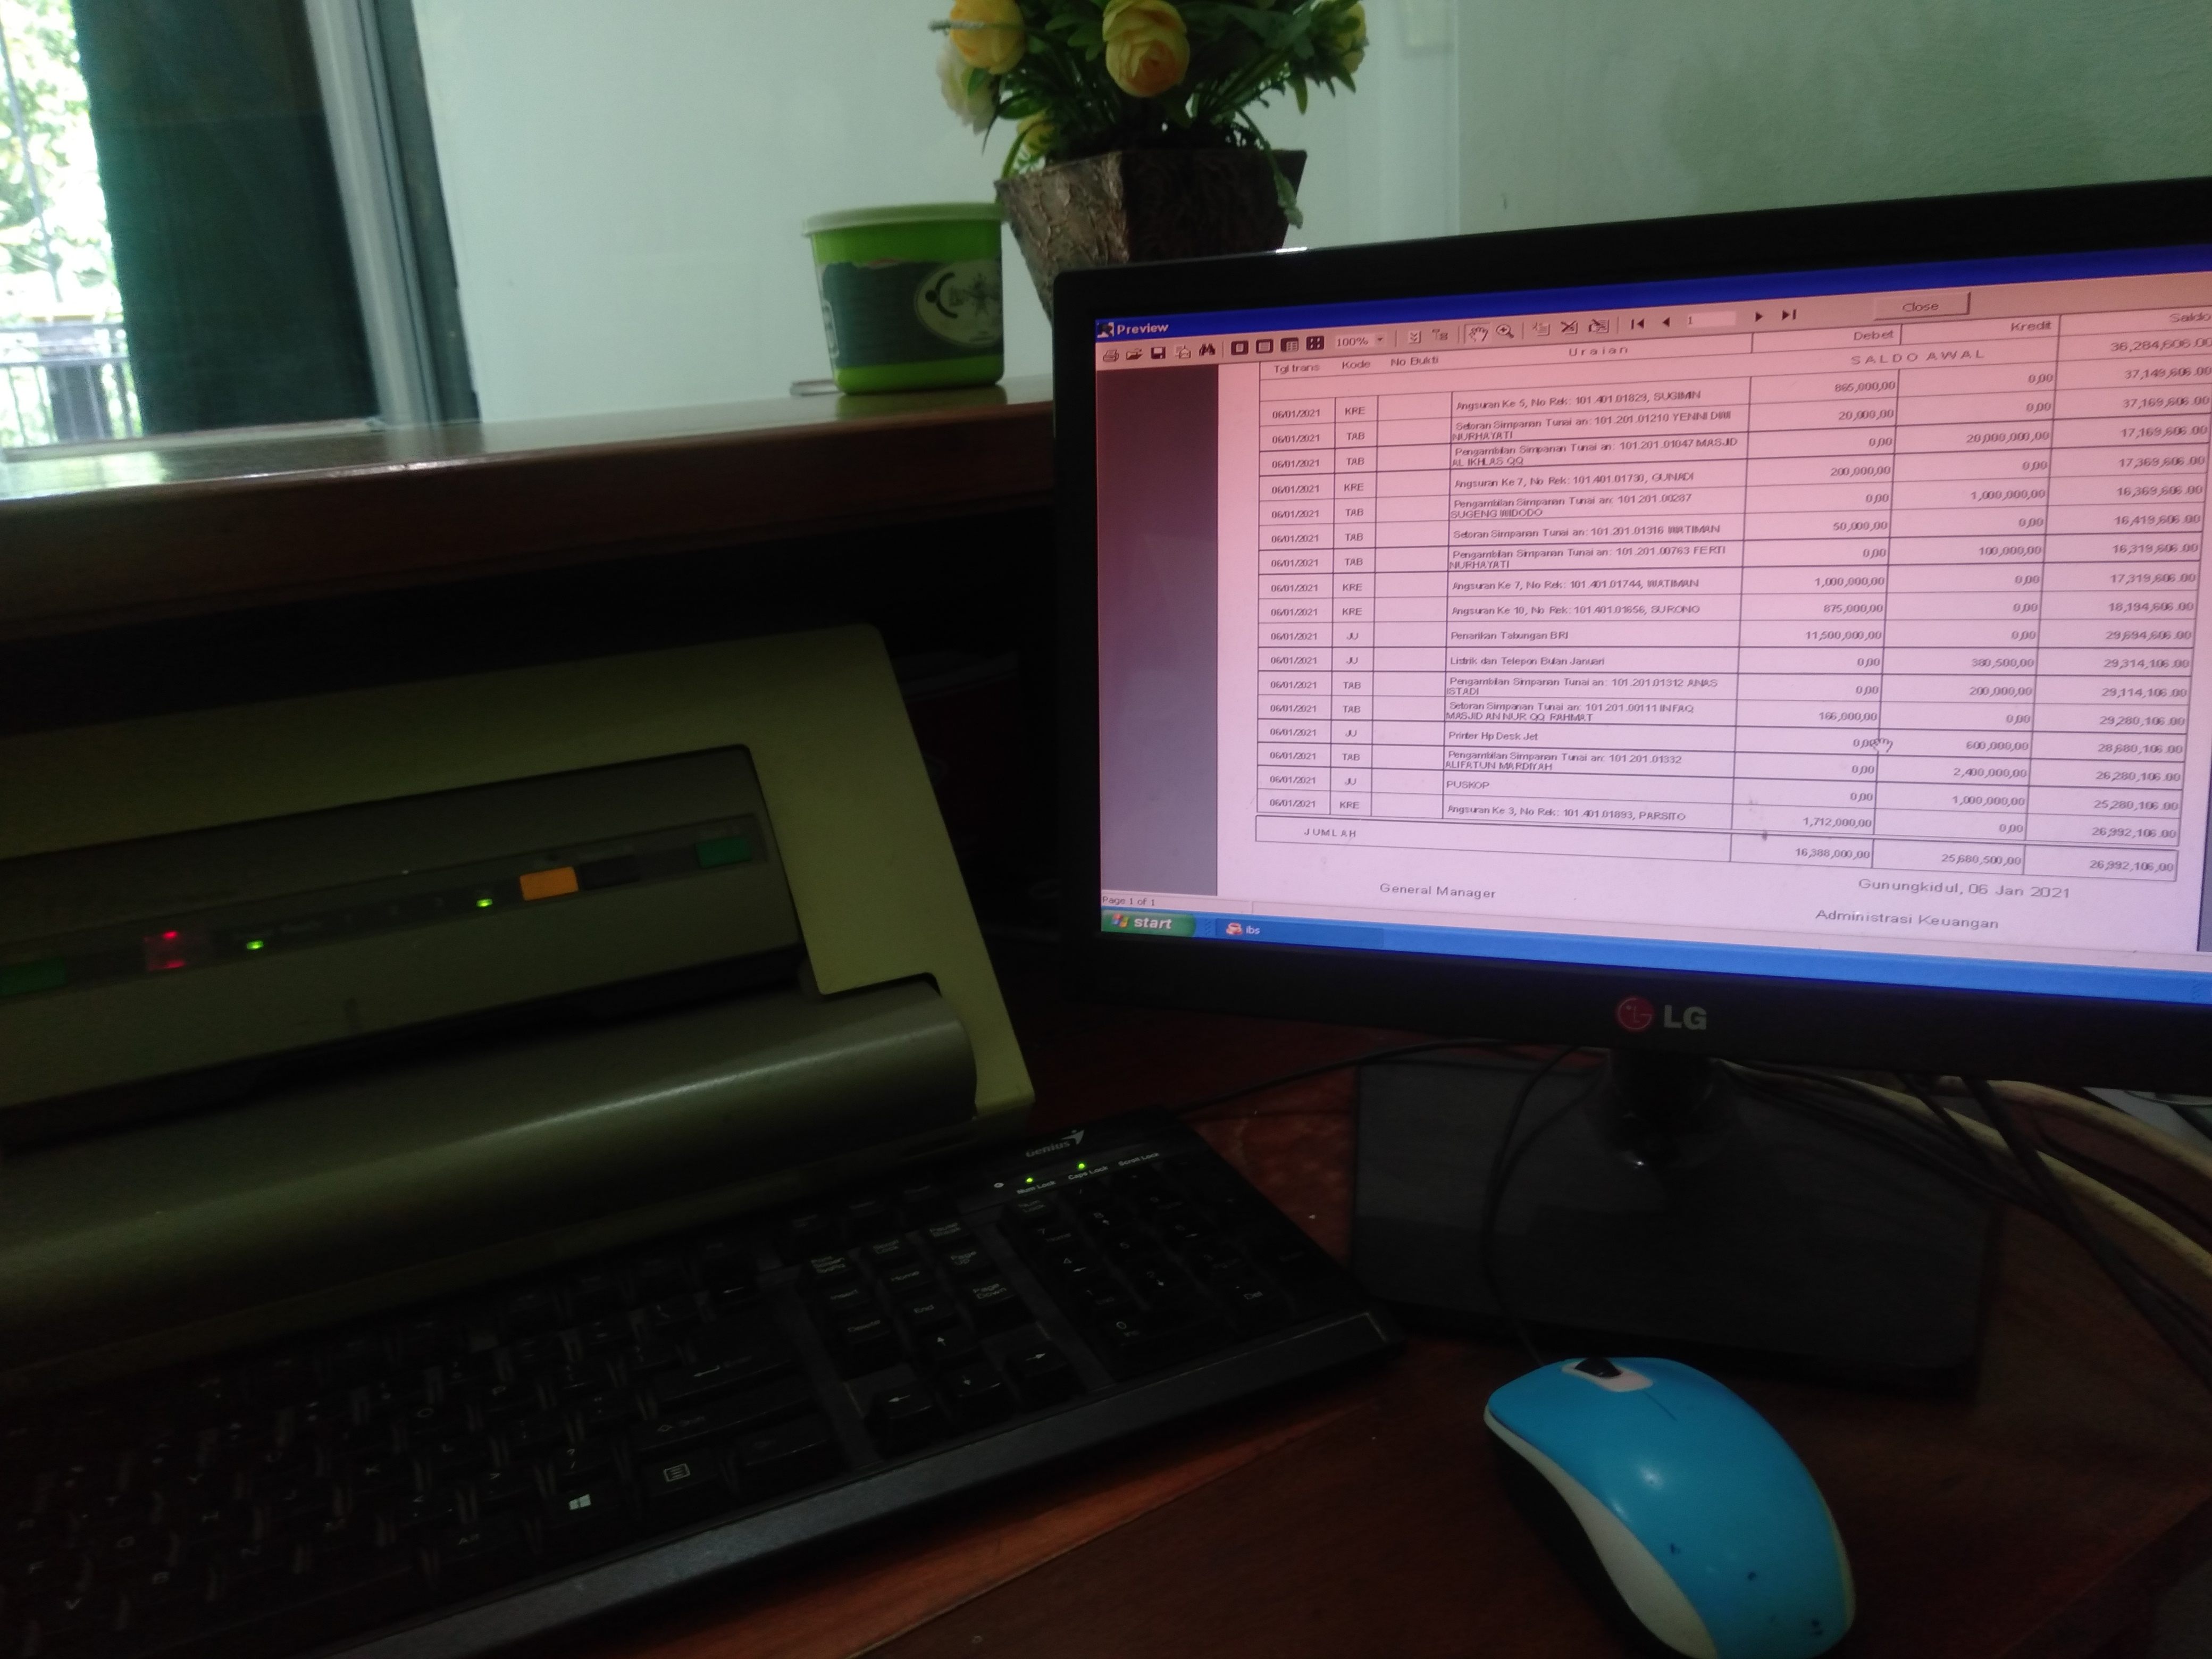 Preview
100%
1
Close
Tgl trans Kode No Bukti Uraian Debet Kredit Saldo
SALDO AWAL 36,284,606.00
06/01/2021 KRE Angsuran Ke 5, No Rek: 101.401.01829, SUGIMIN 865,000,00 0,00 37,149,606.00
06/01/2021 TAB Setoran Simpanan Tunai an: 101.201.01210 YENNI DWI NURHAYATI 20,000,00 0,00 37,169,606.00
06/01/2021 TAB Pengambilan Simpanan Tunai an: 101.201.01047 MASJID AL IKHLAS QQ 0,00 20,000,000,00 17,169,606.00
06/01/2021 KRE Angsuran Ke 7, No Rek: 101.401.01730, GUNADI 200,000,00 0,00 17,369,606.00
06/01/2021 TAB Pengambilan Simpanan Tunai an: 101.201.00287 SUGENG WIDODO 0,00 1,000,000,00 16,369,606.00
06/01/2021 TAB Setoran Simpanan Tunai an: 101.201.01316 WATIMAN 50,000,00 0,00 16,419,606.00
06/01/2021 TAB Pengambilan Simpanan Tunai an: 101.201.00763 FERTI NURHAYATI 0,00 100,000,00 16,319,606.00
06/01/2021 KRE Angsuran Ke 7, No Rek: 101.401.01744, WATIMAN 1,000,000,00 0,00 17,319,606.00
06/01/2021 KRE Angsuran Ke 10, No Rek: 101.401.01656, SURONO 875,000,00 0,00 18,194,606.00
06/01/2021 JU Penarikan Tabungan BRI 11,500,000,00 0,00 29,694,606.00
06/01/2021 JU Listrik dan Telepon Bulan Januari 0,00 380,500,00 29,314,106.00
06/01/2021 TAB Pengambilan Simpanan Tunai an: 101.201.01312 ANAS ISTADI 0,00 200,000,00 29,114,106.00
06/01/2021 TAB Setoran Simpanan Tunai an: 101.201.00111 INFAQ MASJID AN NUR QQ RAHMAT 166,000,00 0,00 29,280,106.00
06/01/2021 JU Printer Hp Desk Jet 0,00 600,000,00 28,680,106.00
06/01/2021 TAB Pengambilan Simpanan Tunai an: 101.201.01332 ALIFATUN MARDIYAH 0,00 2,400,000,00 26,280,106.00
06/01/2021 JU PUSKOP 0,00 1,000,000,00 25,280,106.00
06/01/2021 KRE Angsuran Ke 3, No Rek: 101.401.01893, PARSITO 1,712,000,00 0,00 26,992,106.00
JUMLAH 16,388,000,00 25,680,500,00 26,992,106,00
Gunungkidul, 06 Jan 2021
General Manager Administrasi Keuangan
Page 1 of 1
start ibs
LG
Genius
Num Lock Caps Lock Scroll Lock
Home
Page Up
Insert
Delete
End
Page Down
Enter
Alt